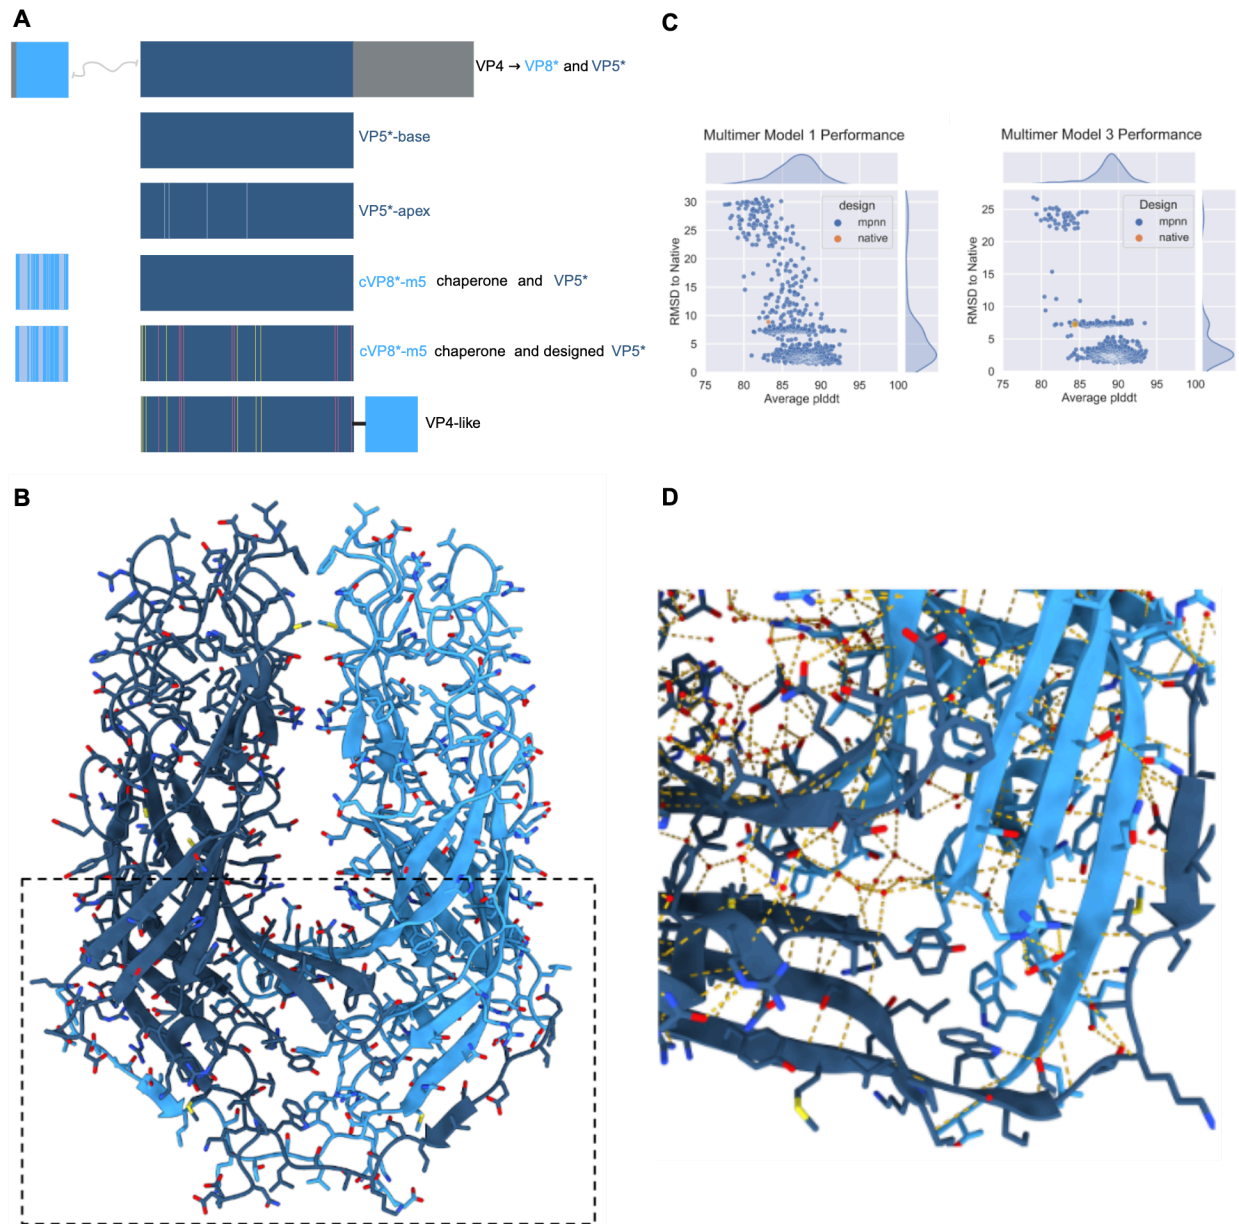 A
VP4 → VP8* and VP5*
VP5*-base
VP5*-apex
cVP8*-m5 chaperone and VP5*
cVP8*-m5 chaperone and designed VP5*
VP4-like
B
C
Multimer Model 1 Performance
RMSD to Native
30
25
20
15
10
5
0
design
mpnn
native
75 80 85 90 95 100
Average plddt
Multimer Model 3 Performance
RMSD to Native
25
20
15
10
5
0
Design
mpnn
native
75 80 85 90 95 100
Average plddt
D